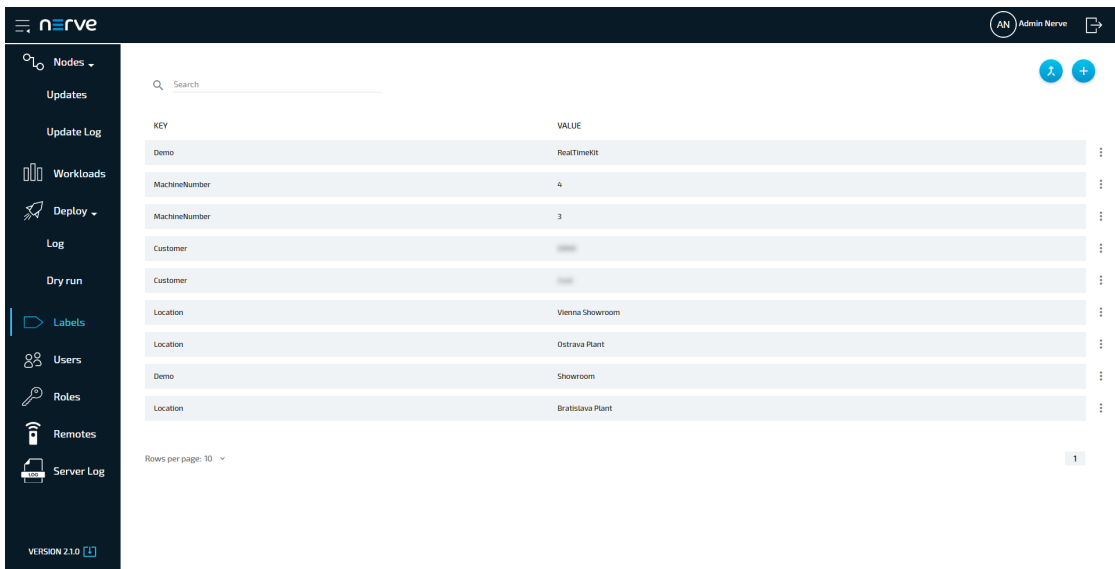 nerve
AN Admin Nerve
Nodes
Updates
Update Log
Workloads
Deploy
Log
Dry run
Labels
Users
Roles
Remotes
LOG
Server Log
VERSION 2.1.0
Search
KEY VALUE
Demo RealTimeKit
MachineNumber 4
MachineNumber 3
Customer
Customer
Location Vienna Showroom
Location Ostrava Plant
Demo Showroom
Location Bratislava Plant
Rows per page: 10
1